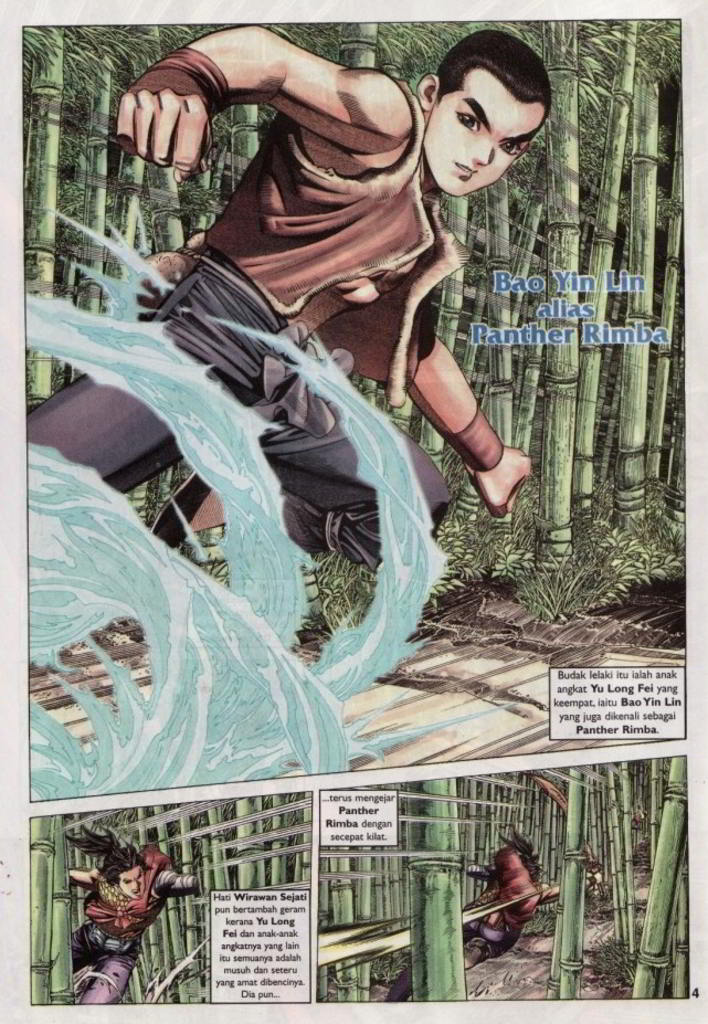 Bao Yin Lin
alias
Panther Rimba
Budak lelaki itu ialah anak
angkat Yu Long Fei yang
keempat, iaitu Bao Yin Lin
yang juga dikenali sebagai
Panther Rimba.
Hati Wirawan Sejati
pun bertambah geram
kerana Yu Long
Fei dan anak-anak
angkatnya yang lain
itu semuanya adalah
musuh dan seteru
yang amat dibencinya.
Dia pun...
...terus mengejar
Panther
Rimba dengan
secepat kilat.
4